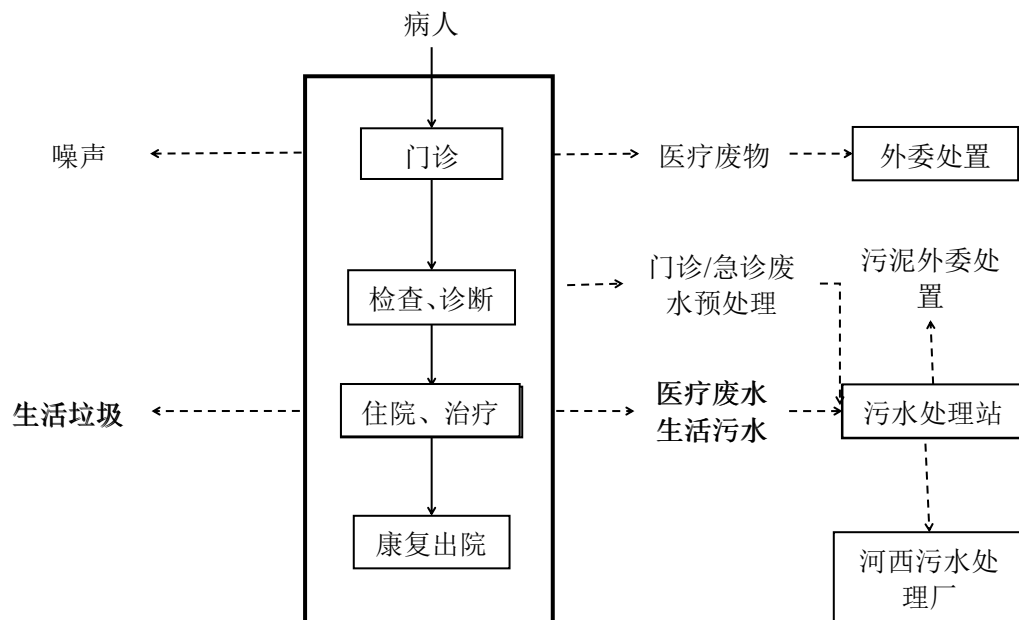 病人
噪声
门诊
医疗废物
外委处置
门诊/急诊废
水预处理
污泥外委处
置
检查、诊断
生活垃圾
住院、治疗
医疗废水
生活污水
污水处理站
康复出院
河西污水处
理厂